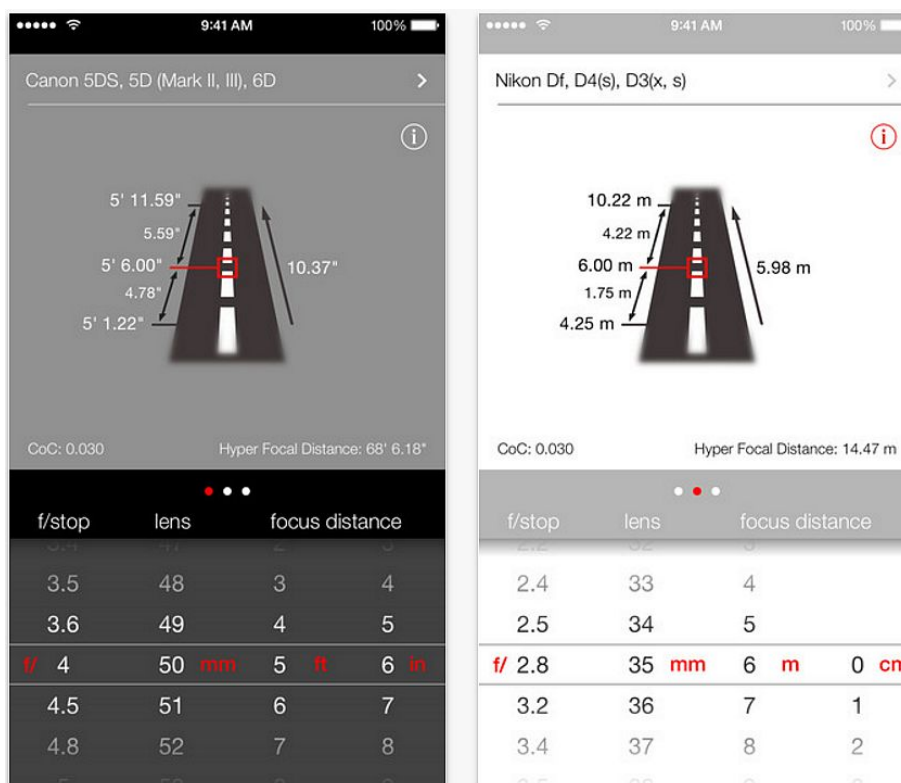 9:41 AM 100%
Canon 5DS, 5D (Mark II, III), 6D
i
5' 11.59"
5.59"
5' 6.00" 10.37"
4.78"
5' 1.22"
CoC: 0.030 Hyper Focal Distance: 68' 6.18"
f/stop lens focus distance
3.5 48 3 4
3.6 49 4 5
f/ 4 50 mm 5 ft 6 in
4.5 51 6 7
4.8 52 7 8
9:41 AM 100%
Nikon Df, D4(s), D3(x, s)
i
10.22 m
4.22 m
6.00 m 5.98 m
1.75 m
4.25 m
CoC: 0.030 Hyper Focal Distance: 14.47 m
f/stop lens focus distance
2.4 33 4
2.5 34 5
f/ 2.8 35 mm 6 m 0 cm
3.2 36 7 1
3.4 37 8 2